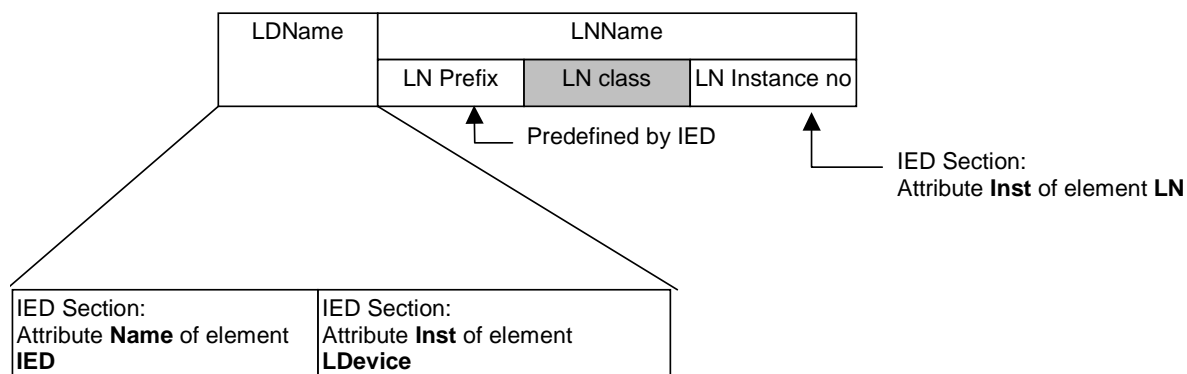 LDName
LNName
LN Prefix
LN class
LN Instance no
Predefined by IED
IED Section:
Attribute Inst of element LN
IED Section:
Attribute Name of element
IED
IED Section:
Attribute Inst of element
LDevice